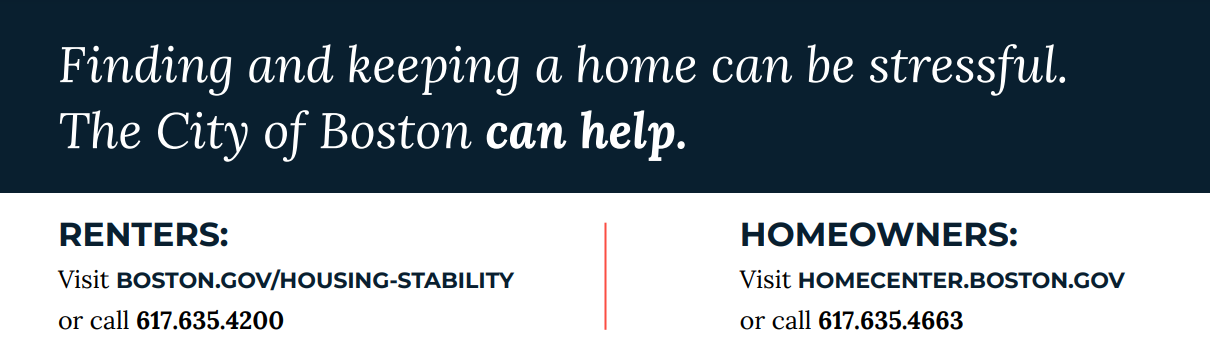 Finding and keeping a home can be stressful.
The City of Boston can help.
RENTERS:
Visit BOSTON.GOV/HOUSING-STABILITY
or call 617.635.4200
HOMEOWNERS:
Visit HOMECENTER.BOSTON.GOV
or call 617.635.4663